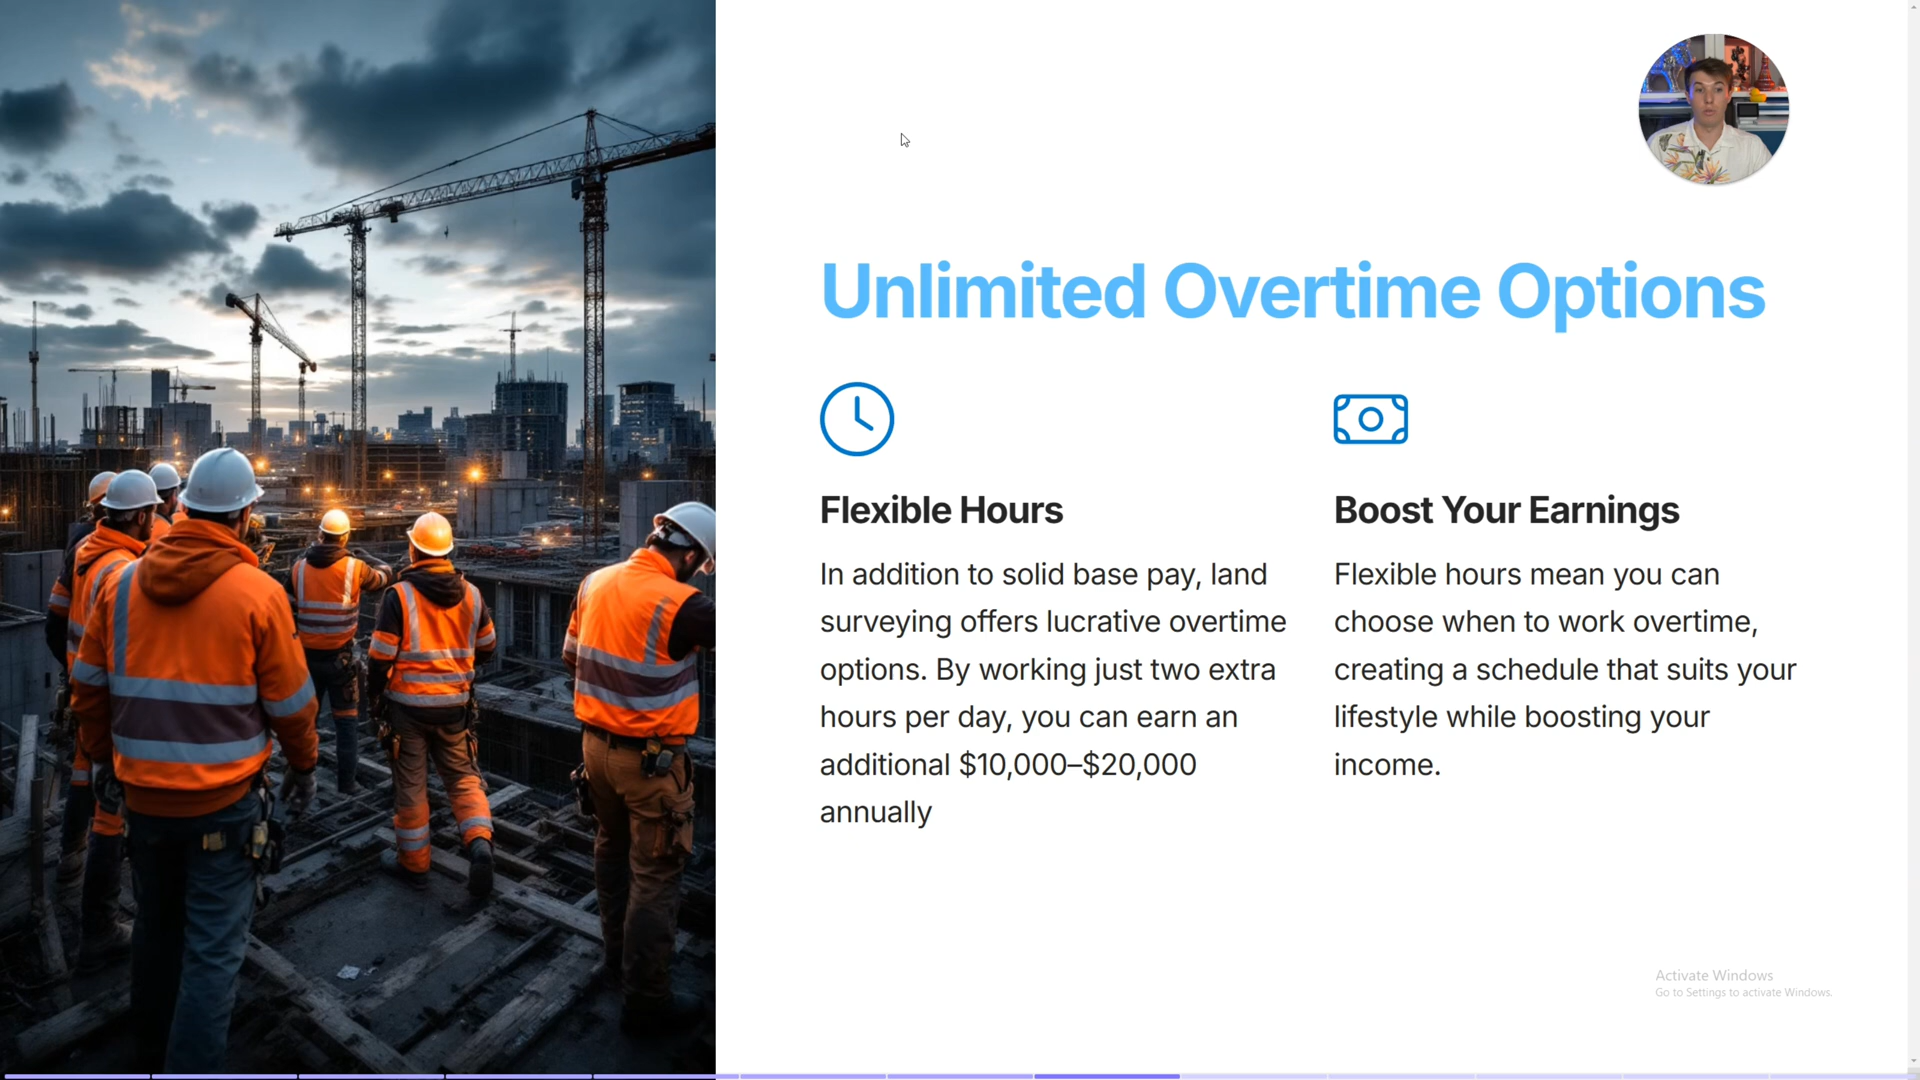 Unlimited Overtime Options
Flexible Hours
In addition to solid base pay, land
surveying offers lucrative overtime
options. By working just two extra
hours per day, you can earn an
additional $10,000–$20,000
annually
Boost Your Earnings
Flexible hours mean you can
choose when to work overtime,
creating a schedule that suits your
lifestyle while boosting your
income.
Activate Windows
Go to Settings to activate Windows.